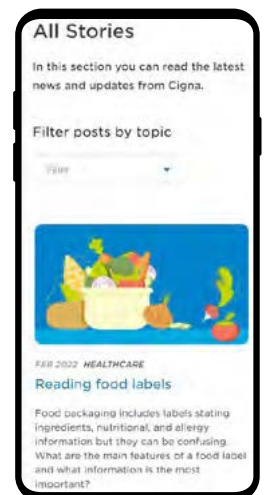 All Stories
In this section you can read the latest
news and updates from Cigna.
Filter posts by topic
Filter
FEB 2022 HEALTHCARE
Reading food labels
Food packaging includes labels stating
ingredients, nutritional, and allergy
information but they can be confusing.
What are the main features of a food label
and what information is the most
important?